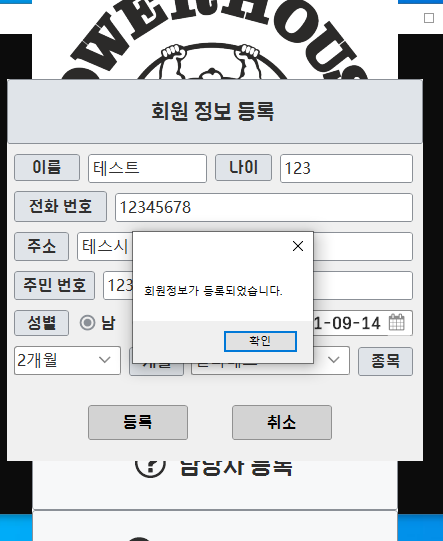 OWERHOUS
회원 정보 등록
이름 테스트 나이 123
전화 번호 12345678
주소 테스시
회원정보가 등록되었습니다.
주민 번호 123
성별 남 1-09-14
확인
2개월 종목
등록 취소
담당자 등록